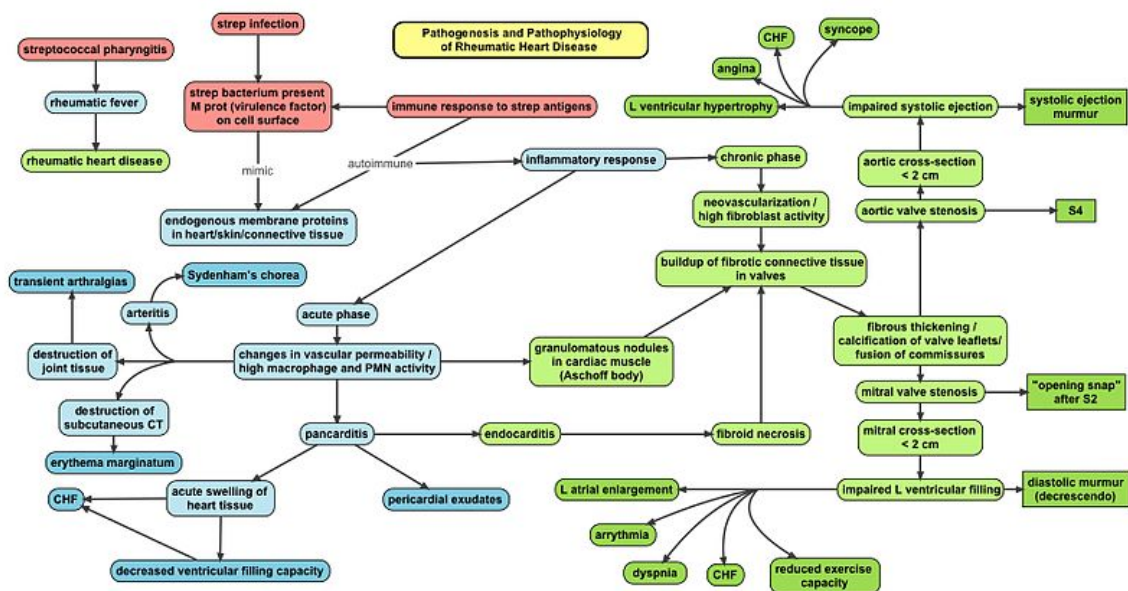 Pathogenesis and Pathophysiology
of Rheumatic Heart Disease
streptococcal pharyngitis
rheumatic fever
rheumatic heart disease
strep infection
strep bacterium present
M prot (virulence factor)
on cell surface
immune response to strep antigens
mimic
autoimmune
endogenous membrane proteins
in heart/skin/connective tissue
inflammatory response
chronic phase
neovascularization /
high fibroblast activity
buildup of fibrotic connective tissue
in valves
syncope
CHF
angina
L ventricular hypertrophy
impaired systolic ejection
systolic ejection
murmur
aortic cross-section
< 2 cm
aortic valve stenosis
S4
transient arthralgias
Sydenham's chorea
arteritis
acute phase
destruction of
joint tissue
changes in vascular permeability /
high macrophage and PMN activity
granulomatous nodules
in cardiac muscle
(Aschoff body)
fibrous thickening /
calcification of valve leaflets/
fusion of commissures
destruction of
subcutaneous CT
erythema marginatum
pancarditis
endocarditis
fibroid necrosis
mitral valve stenosis
"opening snap"
after S2
mitral cross-section
< 2 cm
CHF
acute swelling of
heart tissue
pericardial exudates
decreased ventricular filling capacity
L atrial enlargement
impaired L ventricular filling
diastolic murmur
(decrescendo)
arrythmia
dyspnia
CHF
reduced exercise
capacity